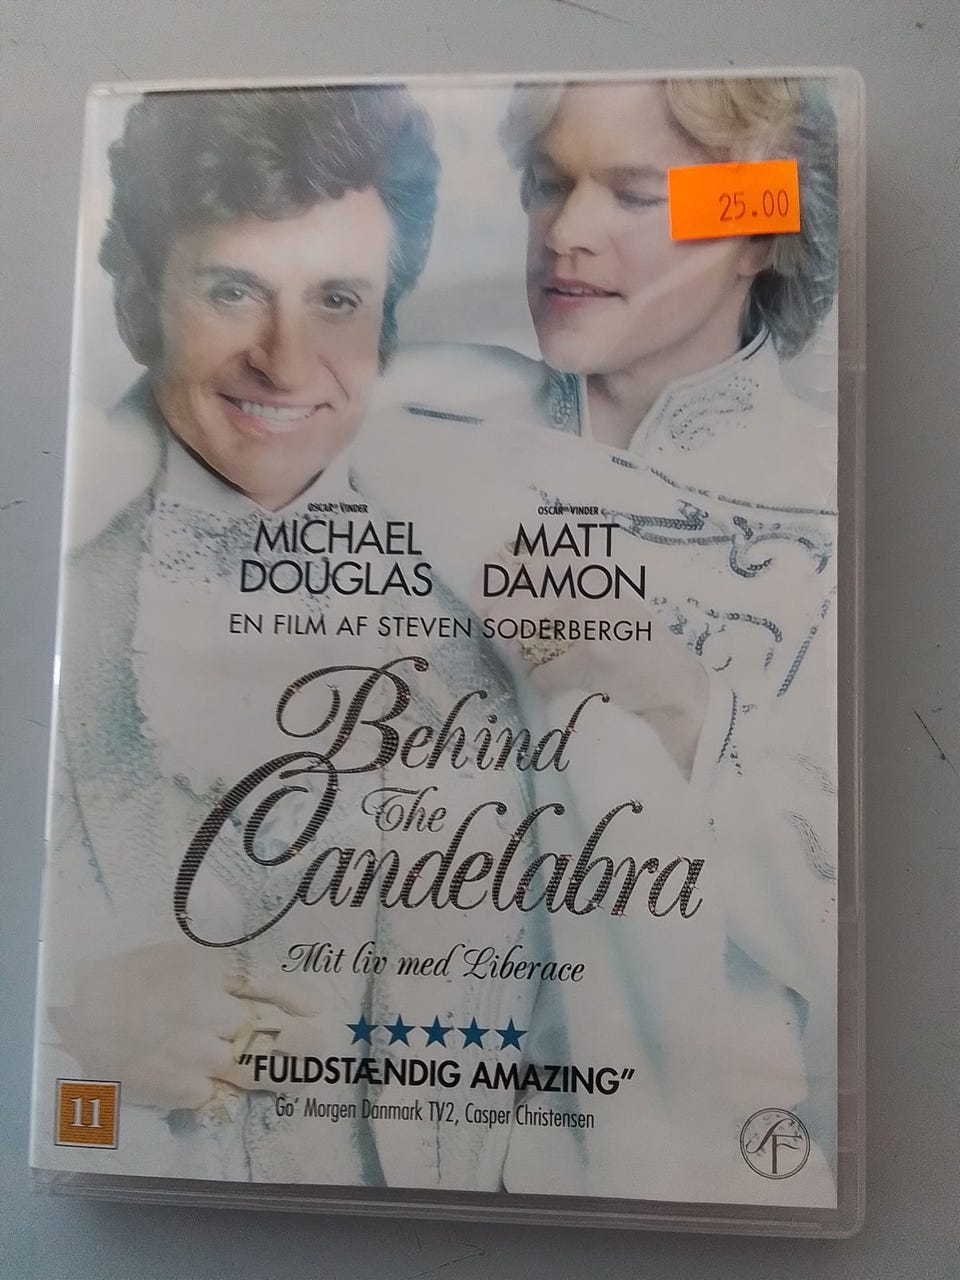 25.00
OSCAR® VINDER
MICHAEL
DOUGLAS
OSCAR® VINDER
MATT
DAMON
EN FILM AF STEVEN SODERBERGH
Behind
The
Candelabra
Mit liv med Liberace
"FULDSTÆNDIG AMAZING"
Go' Morgen Danmark TV2, Casper Christensen
11
SF